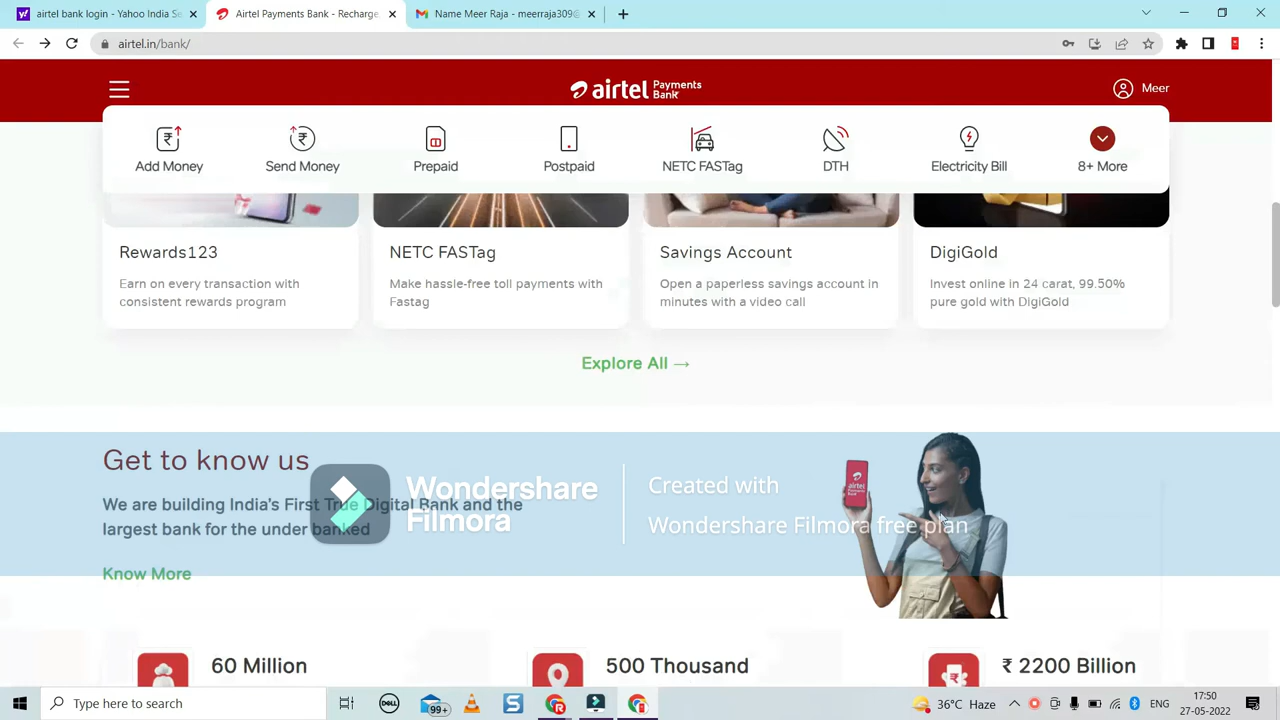 airtel bank login - Yahoo India Se
Airtel Payments Bank - Recharge,
Name Meer Raja - meerraja309@
airtel.in/bank/
airtel Payments Bank
Meer
Add Money
Send Money
Prepaid
Postpaid
NETC FASTag
DTH
Electricity Bill
8+ More
Rewards123
Earn on every transaction with
consistent rewards program
NETC FASTag
Make hassle-free toll payments with
Fastag
Savings Account
Open a paperless savings account in
minutes with a video call
DigiGold
Invest online in 24 carat, 99.50%
pure gold with DigiGold
Explore All →
Get to know us
We are building India's First True Digital Bank and the
largest bank for the under banked
Know More
Wondershare
Filmora
Created with
Wondershare Filmora free plan
airtel
Payments
Bank
60 Million
500 Thousand
₹ 2200 Billion
Type here to search
DELL
99+
36°C Haze
ENG
17:50
27-05-2022